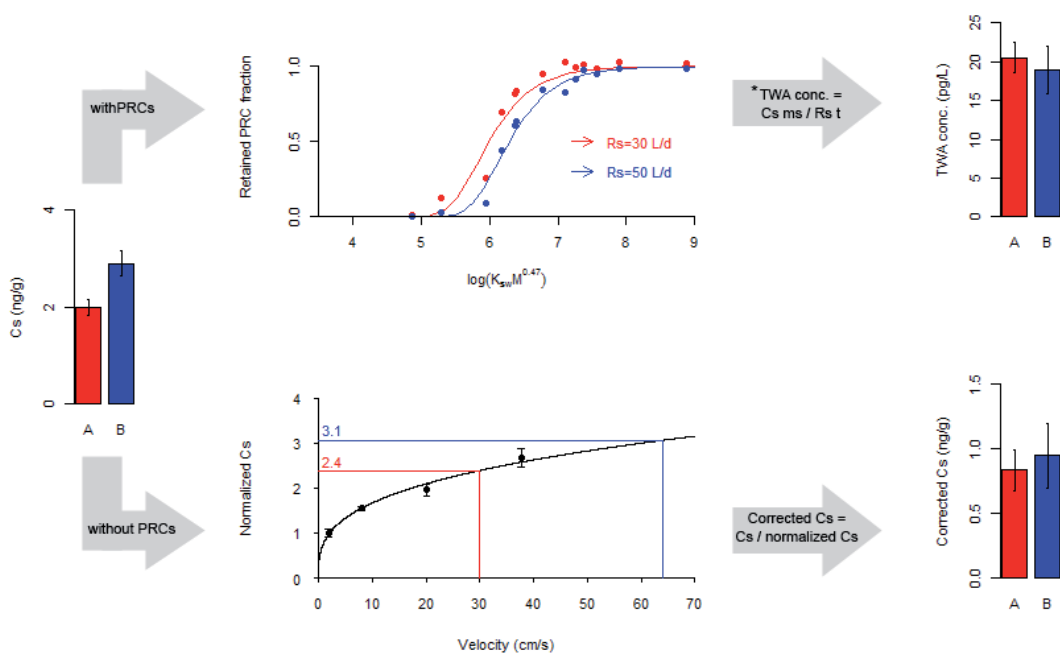 withPRCs
Retained PRC fraction
1.0
0.5
0.0
4
5
6
7
8
9
log(KswM^0.47)
Rs=30 L/d
Rs=50 L/d
*TWA conc. =
Cs ms / Rs t
TWA conc. (pg/L)
25
20
15
10
5
0
A
B
Cs (ng/g)
4
2
0
A
B
without PRCs
Normalized Cs
4
3
2
1
0
3.1
2.4
0
10
20
30
40
50
60
70
Velocity (cm/s)
Corrected Cs =
Cs / normalized Cs
Corrected Cs (ng/g)
1.5
1.0
0.5
0.0
A
B